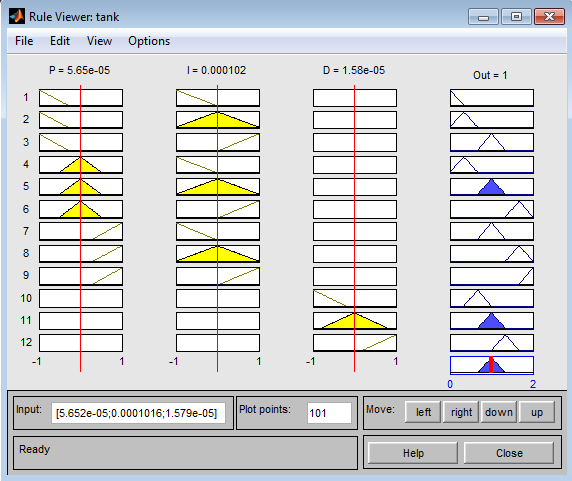 Rule Viewer: tank
File Edit View Options
P = 5.65e-05 I = 0.000102 D = 1.58e-05 Out = 1
1
2
3
4
5
6
7
8
9
10
11
12
-1 1 -1 1 -1 1
0 2
Input: [5.652e-05;0.0001016;1.579e-05] Plot points: 101 Move: left right down up
Ready Help Close